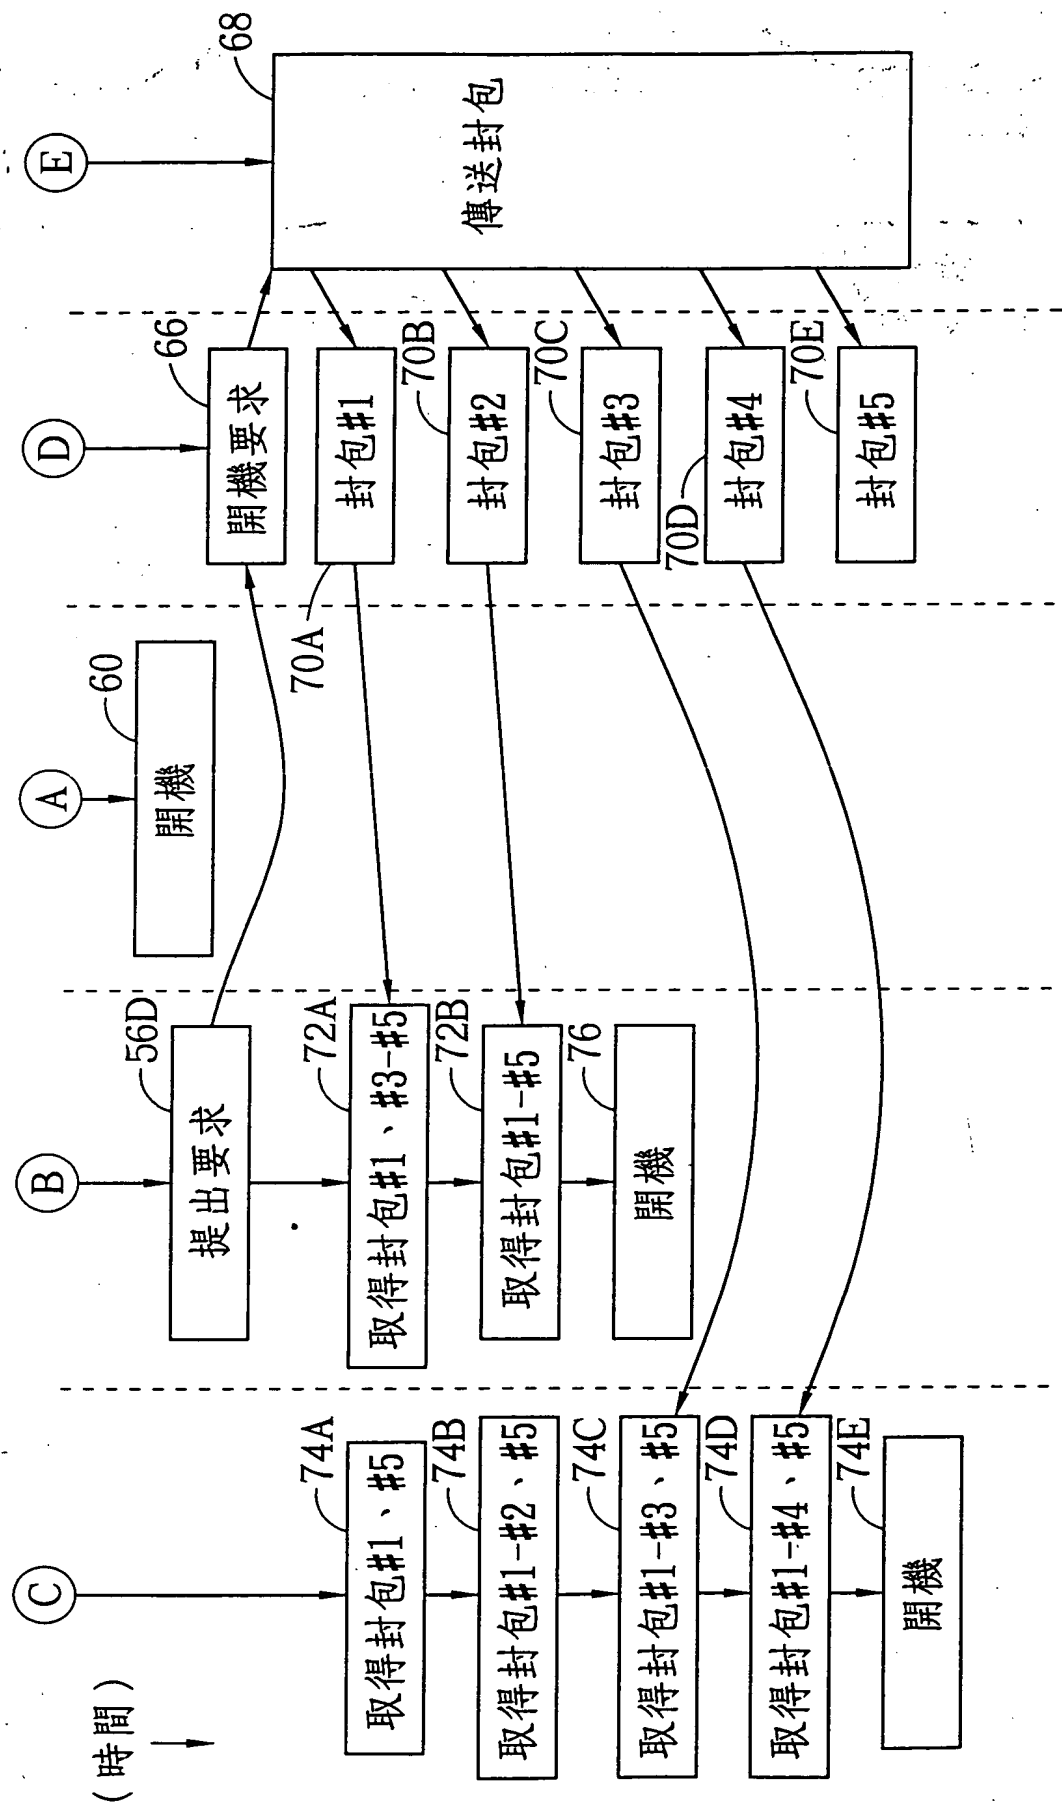 (時間)
C
74A
取得封包#1、#5
74B
取得封包#1-#2、#5
74C
取得封包#1-#3、#5
74D
取得封包#1-#4、#5
74E
開機
B
56D
提出要求
72A
取得封包#1、#3-#5
72B
取得封包#1-#5
76
開機
A
60
開機
D
66
開機要求
70A
封包#1
70B
封包#2
70C
封包#3
70D
封包#4
70E
封包#5
E
68
傳送封包